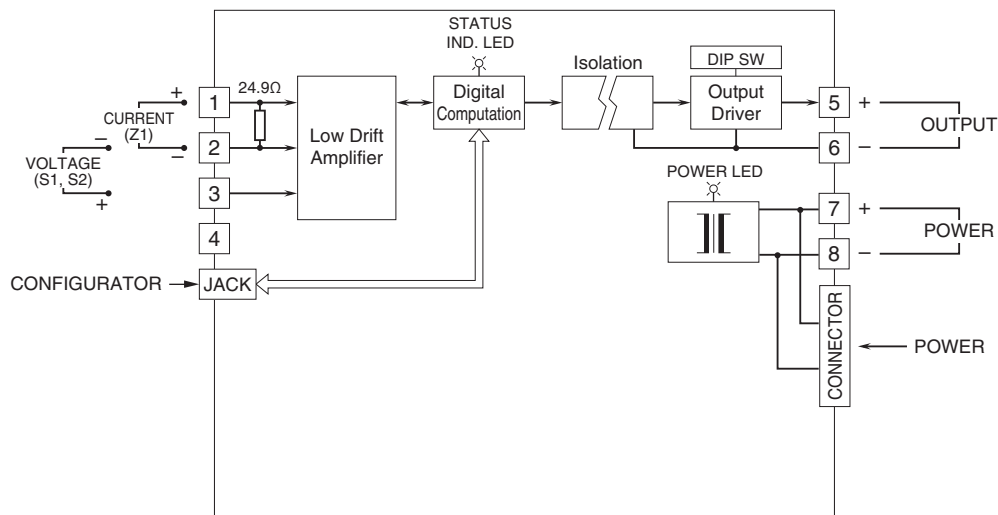 STATUS
IND. LED
Isolation
DIP SW
24.9Ω
1
+
CURRENT
(Z1)
–
2
–
VOLTAGE
(S1, S2)
+
3
4
Low Drift
Amplifier
Digital
Computation
Output
Driver
5
+
OUTPUT
6
–
POWER LED
7
+
POWER
8
–
CONFIGURATOR
JACK
CONNECTOR
POWER